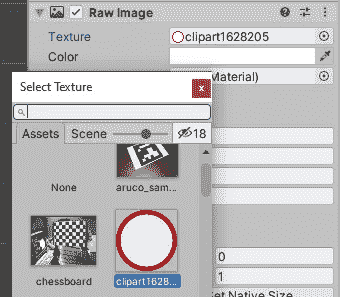 Raw Image
Texture
clipart1628205
Color
Material)
Select Texture
Assets
Scene
18
None
aruco_sam...
chessboard
clipart1628...
0
1
et Native Size